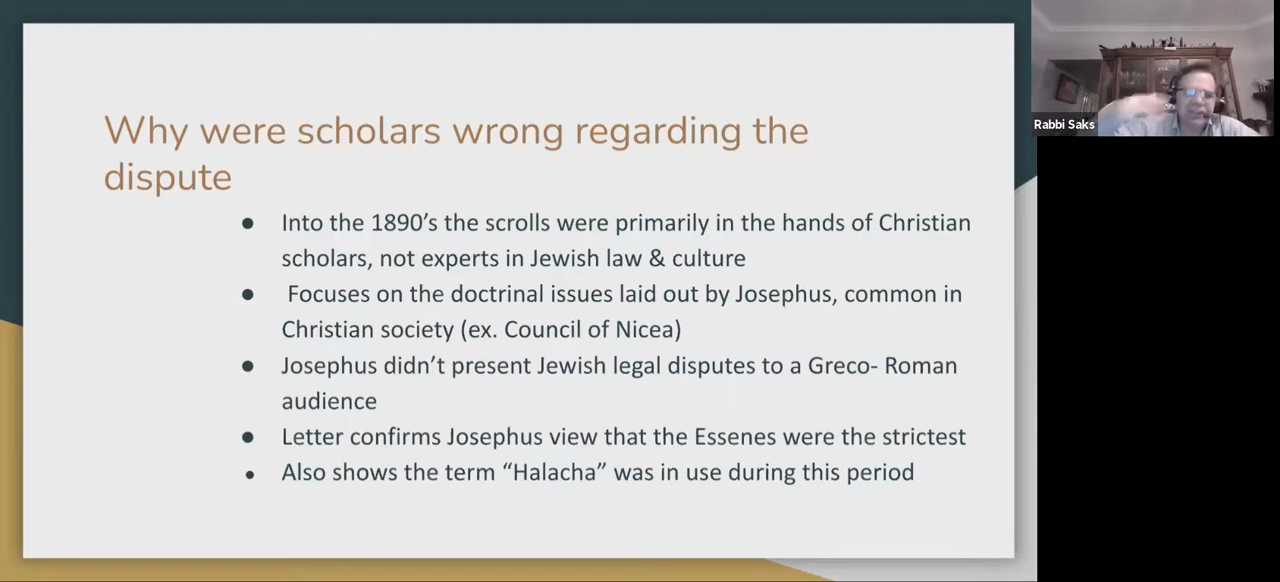 Why were scholars wrong regarding the
dispute
● Into the 1890’s the scrolls were primarily in the hands of Christian
scholars, not experts in Jewish law & culture
● Focuses on the doctrinal issues laid out by Josephus, common in
Christian society (ex. Council of Nicea)
● Josephus didn’t present Jewish legal disputes to a Greco- Roman
audience
● Letter confirms Josephus view that the Essenes were the strictest
● Also shows the term “Halacha” was in use during this period
Rabbi Saks